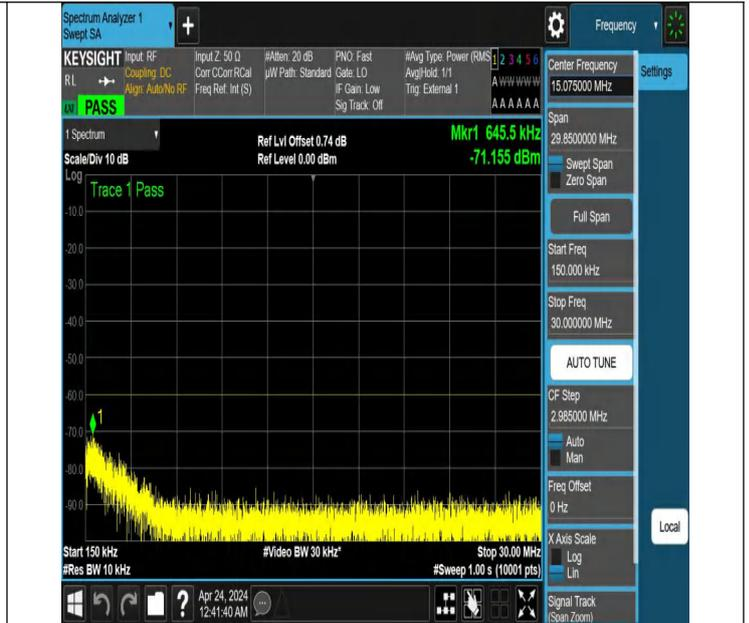 Spectrum Analyzer 1
Swept SA
Frequency
KEYSIGHT
RL
PASS
Input: RF
Coupling: DC
Align: Auto/No RF
Input Z: 50 Ω
Corr CCorr RCal
Freq Ref: Int (S)
#Atten: 20 dB
µW Path: Standard
PNO: Fast
Gate: LO
IF Gain: Low
Sig Track: Off
#Avg Type: Power (RMS
Avg|Hold: 1/1
Trig: External 1
1 2 3 4 5 6
A W W W W W
A A A A A A
1 Spectrum
Scale/Div 10 dB
Ref Lvl Offset 0.74 dB
Ref Level 0.00 dBm
Mkr1 645.5 kHz
-71.155 dBm
Log
Trace 1 Pass
-10.0
-20.0
-30.0
-40.0
-50.0
-60.0
1
-70.0
-80.0
-90.0
Start 150 kHz
#Res BW 10 kHz
#Video BW 30 kHz*
Stop 30.00 MHz
#Sweep 1.00 s (10001 pts)
?
Apr 24, 2024
12:41:40 AM
Center Frequency
15.075000 MHz
Settings
Span
29.8500000 MHz
Swept Span
Zero Span
Full Span
Start Freq
150.000 kHz
Stop Freq
30.000000 MHz
AUTO TUNE
CF Step
2.985000 MHz
Auto
Man
Freq Offset
0 Hz
Local
X Axis Scale
Log
Lin
Signal Track
(Span Zoom)